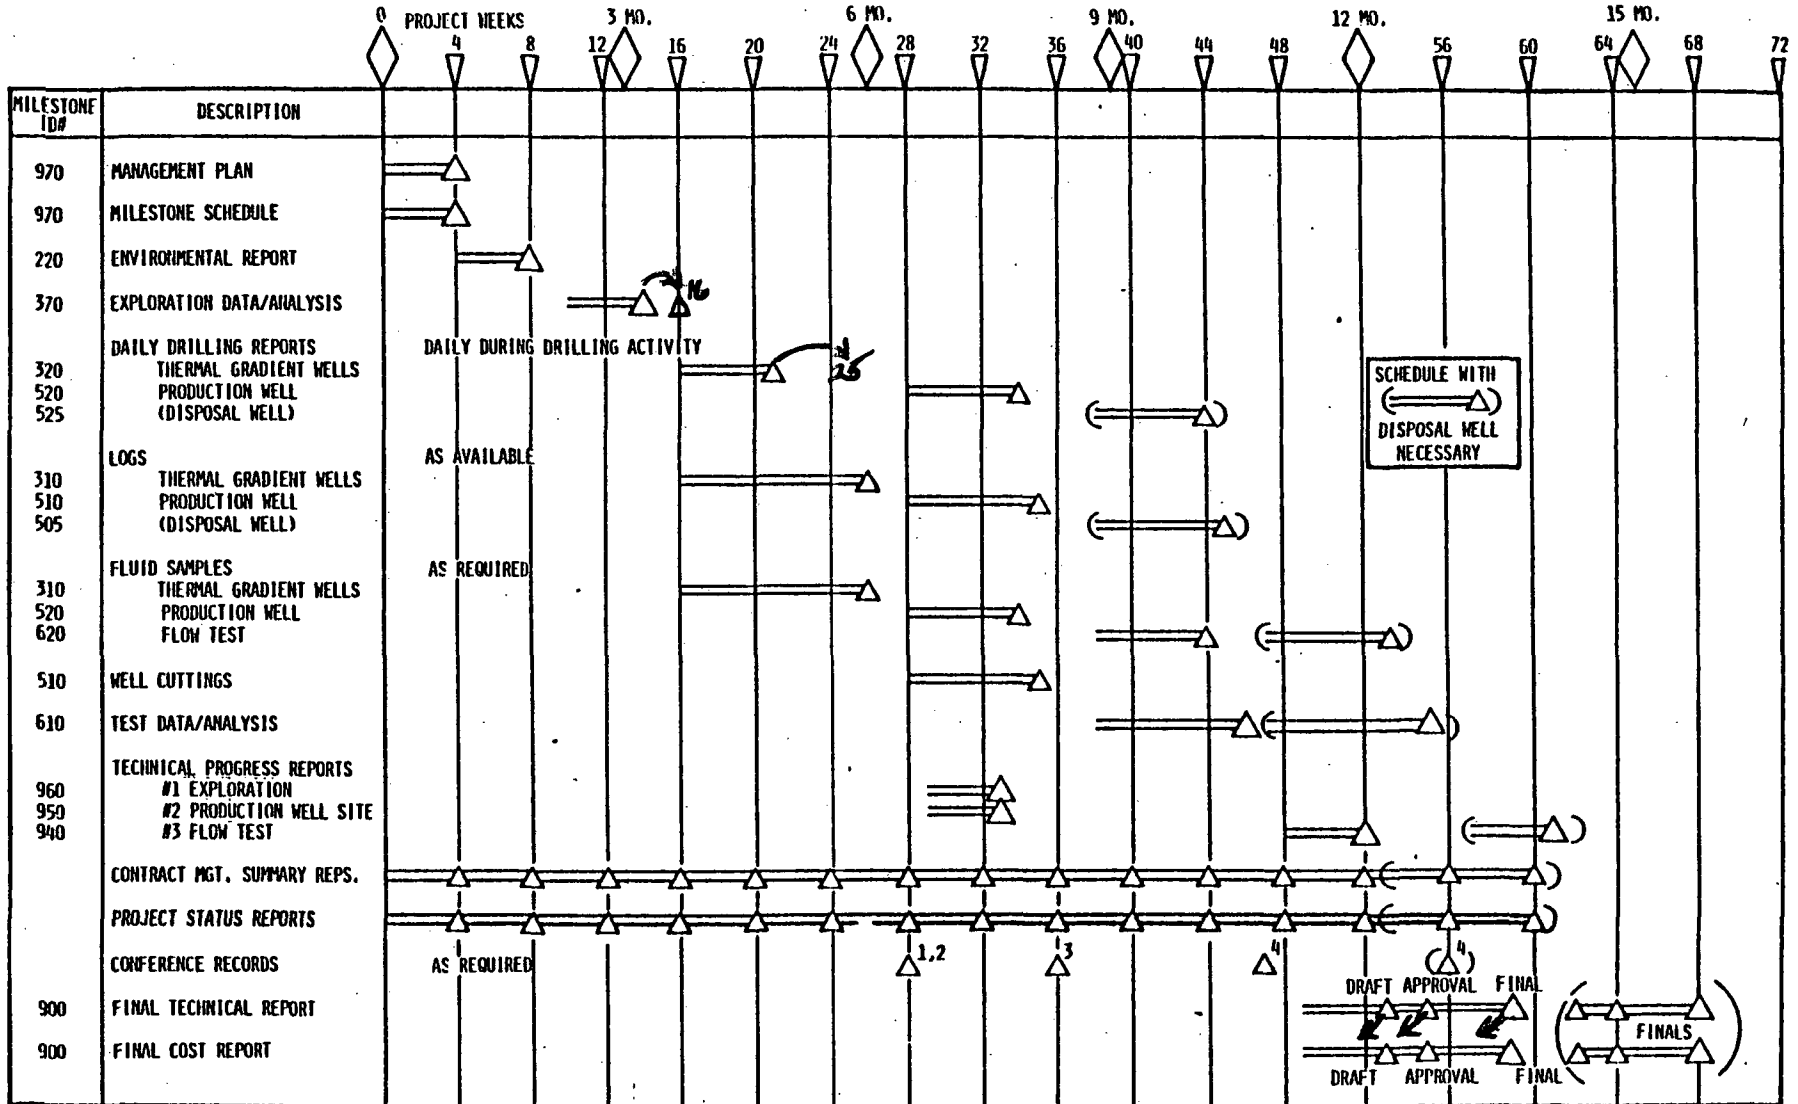 0 PROJECT WEEKS 3 MO. 6 MO. 9 MO. 12 MO. 15 MO.
4 8 12 16 20 24 28 32 36 40 44 48 56 60 64 68 72
MILESTONE ID# DESCRIPTION
970 MANAGEMENT PLAN
970 MILESTONE SCHEDULE
220 ENVIRONMENTAL REPORT
370 EXPLORATION DATA/ANALYSIS 16
DAILY DRILLING REPORTS DAILY DURING DRILLING ACTIVITY
320 THERMAL GRADIENT WELLS
520 PRODUCTION WELL
525 (DISPOSAL WELL)
SCHEDULE WITH
DISPOSAL WELL
NECESSARY
LOGS AS AVAILABLE
310 THERMAL GRADIENT WELLS
510 PRODUCTION WELL
505 (DISPOSAL WELL)
FLUID SAMPLES AS REQUIRED
310 THERMAL GRADIENT WELLS
520 PRODUCTION WELL
620 FLOW TEST
510 WELL CUTTINGS
610 TEST DATA/ANALYSIS
TECHNICAL PROGRESS REPORTS
960 #1 EXPLORATION
950 #2 PRODUCTION WELL SITE
940 #3 FLOW TEST
CONTRACT MGT. SUMMARY REPS.
PROJECT STATUS REPORTS
CONFERENCE RECORDS AS REQUIRED 1,2 3 4 (4)
DRAFT APPROVAL FINAL
900 FINAL TECHNICAL REPORT
FINALS
900 FINAL COST REPORT
DRAFT APPROVAL FINAL